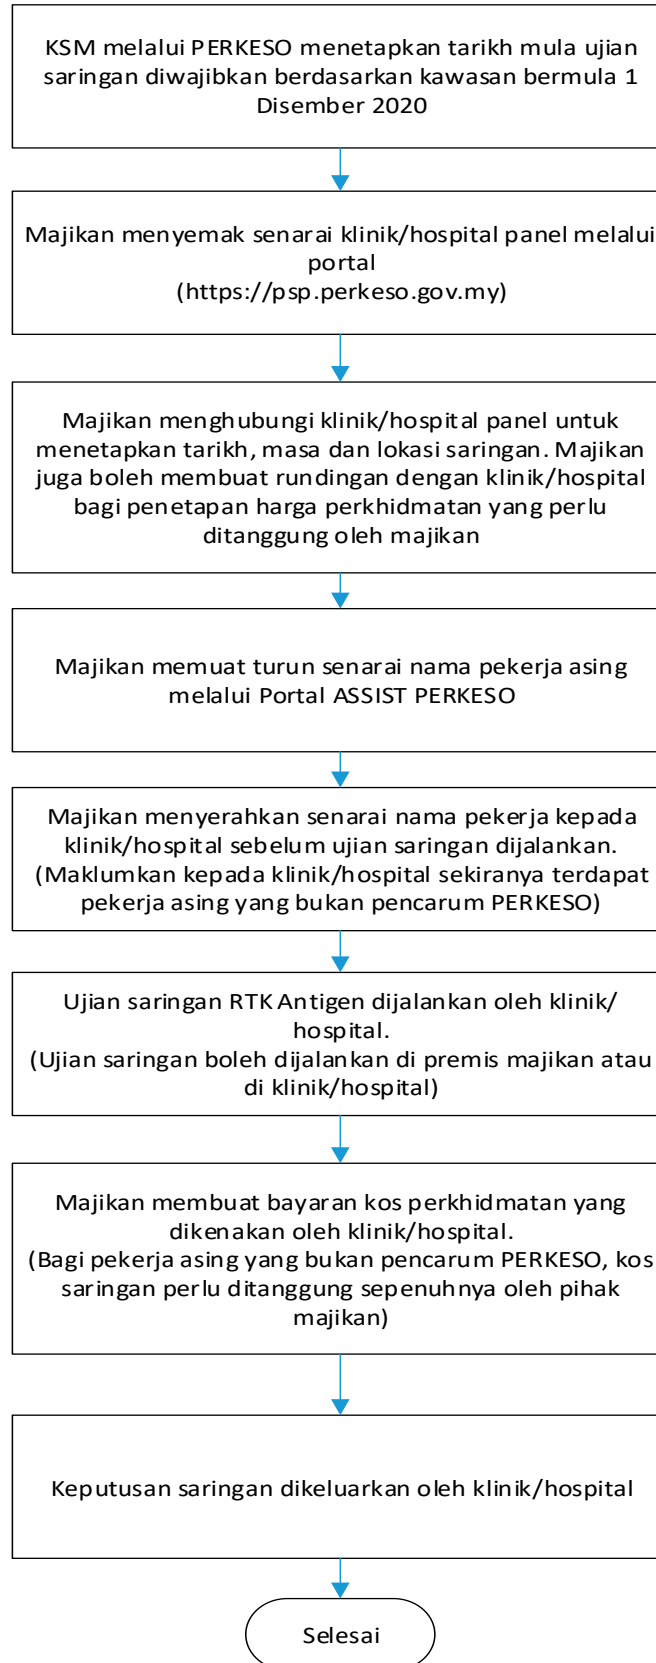 KSM melalui PERKESO menetapkan tarikh mula ujian
saringan diwajibkan berdasarkan kawasan bermula 1
Disember 2020
Majikan menyemak senarai klinik/hospital panel melalui
portal
(https://psp.perkeso.gov.my)
Majikan menghubungi klinik/hospital panel untuk
menetapkan tarikh, masa dan lokasi saringan. Majikan
juga boleh membuat rundingan dengan klinik/hospital
bagi penetapan harga perkhidmatan yang perlu
ditanggung oleh majikan
Majikan memuat turun senarai nama pekerja asing
melalui Portal ASSIST PERKESO
Majikan menyerahkan senarai nama pekerja kepada
klinik/hospital sebelum ujian saringan dijalankan.
(Maklumkan kepada klinik/hospital sekiranya terdapat
pekerja asing yang bukan pencarum PERKESO)
Ujian saringan RTK Antigen dijalankan oleh klinik/
hospital.
(Ujian saringan boleh dijalankan di premis majikan atau
di klinik/hospital)
Majikan membuat bayaran kos perkhidmatan yang
dikenakan oleh klinik/hospital.
(Bagi pekerja asing yang bukan pencarum PERKESO, kos
saringan perlu ditanggung sepenuhnya oleh pihak
majikan)
Keputusan saringan dikeluarkan oleh klinik/hospital
Selesai